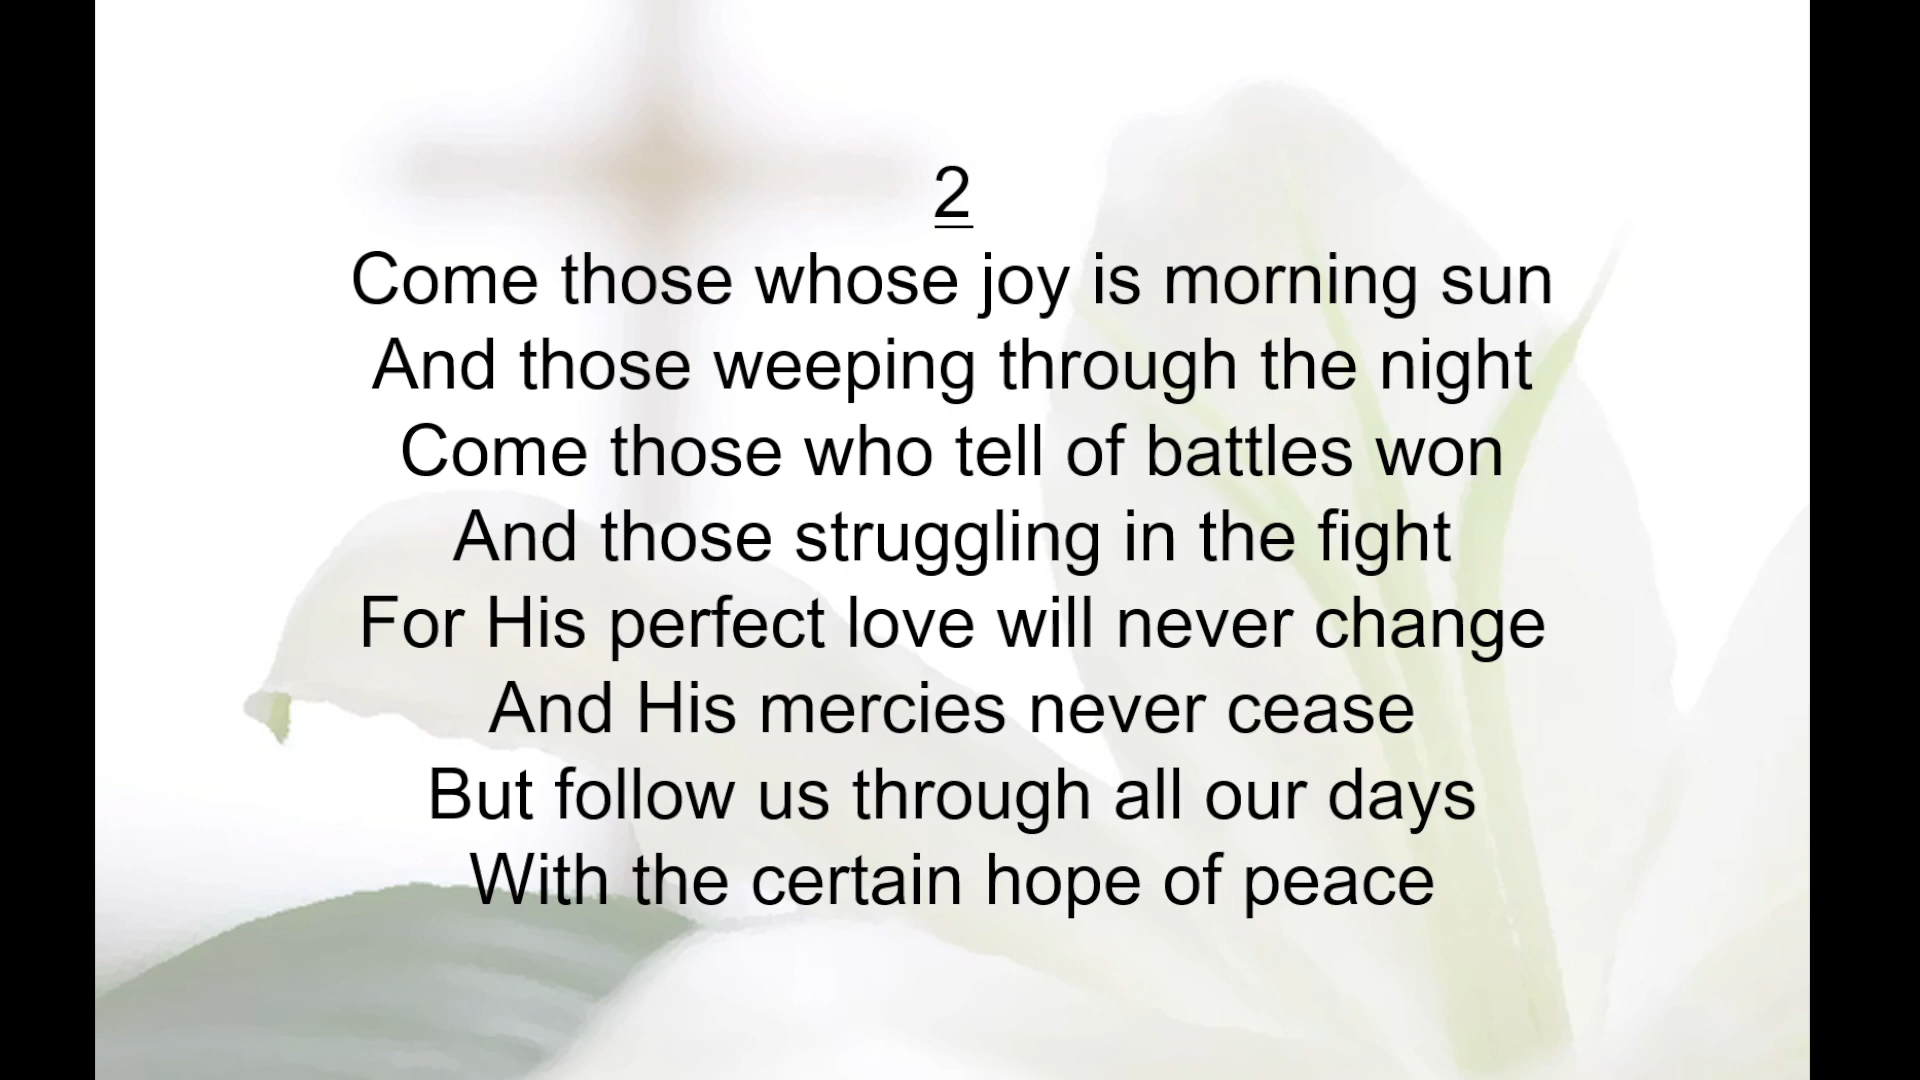 2
Come those whose joy is morning sun
And those weeping through the night
Come those who tell of battles won
And those struggling in the fight
For His perfect love will never change
And His mercies never cease
But follow us through all our days
With the certain hope of peace